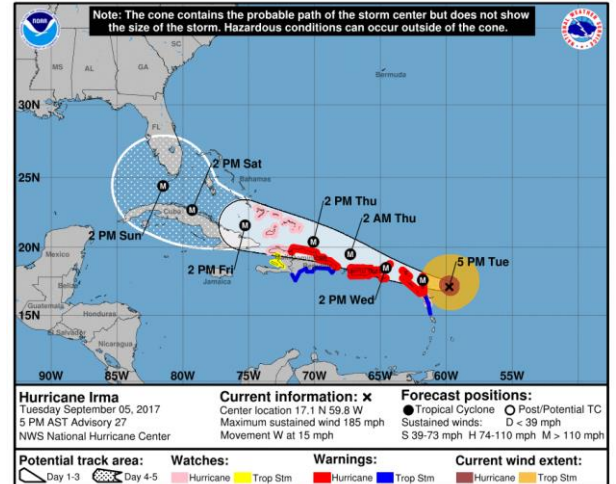 Note: The cone contains the probable path of the storm center but does not show
the size of the storm. Hazardous conditions can occur outside of the cone.
NOAA
SC
MS
AL
GA
Bermuda
30N
FL
2 PM Sat
25N
Bahamas
2 PM Thu
M
M
2 AM Thu
Cuba
M
M
M
5 PM Tue
20N
2 PM Sun
M
M
M
Mexico
2 PM Fri
Jamaica
2 PM Wed
Belize
15N
Guatemala
Honduras
El Salvador
Nicaragua
90W 85W 80W 75W 70W 65W 60W 55W
Hurricane Irma
Tuesday September 05, 2017
5 PM AST Advisory 27
NWS National Hurricane Center
Current information: ×
Center location 17.1 N 59.8 W
Maximum sustained wind 185 mph
Movement W at 15 mph
Forecast positions:
Tropical Cyclone Post/Potential TC
Sustained winds: D < 39 mph
S 39-73 mph H 74-110 mph M > 110 mph
Potential track area:
Day 1-3 Day 4-5
Watches:
Hurricane Trop Stm
Warnings:
Hurricane Trop Stm
Current wind extent:
Hurricane Trop Stm